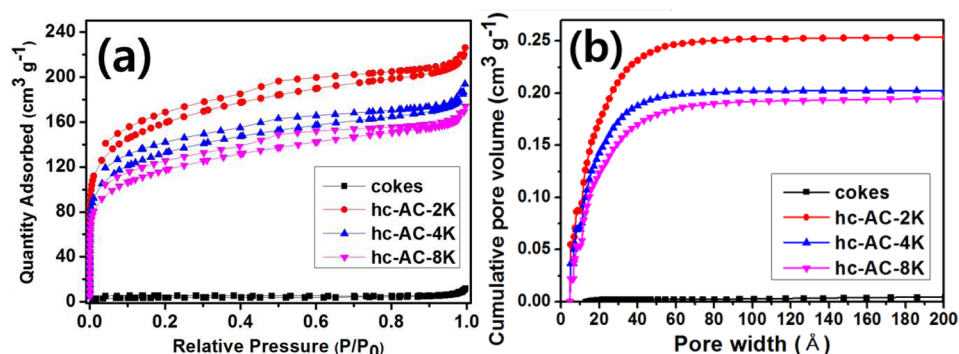 (a)
Quantity Adsorbed (cm³ g⁻¹)
240
200
160
120
80
40
0
0.0 0.2 0.4 0.6 0.8 1.0
Relative Pressure (P/P₀)
cokes
hc-AC-2K
hc-AC-4K
hc-AC-8K
(b)
Cumulative pore volume (cm³ g⁻¹)
0.25
0.20
0.15
0.10
0.05
0.00
0 20 40 60 80 100 120 140 160 180 200
Pore width (Å)
cokes
hc-AC-2K
hc-AC-4K
hc-AC-8K